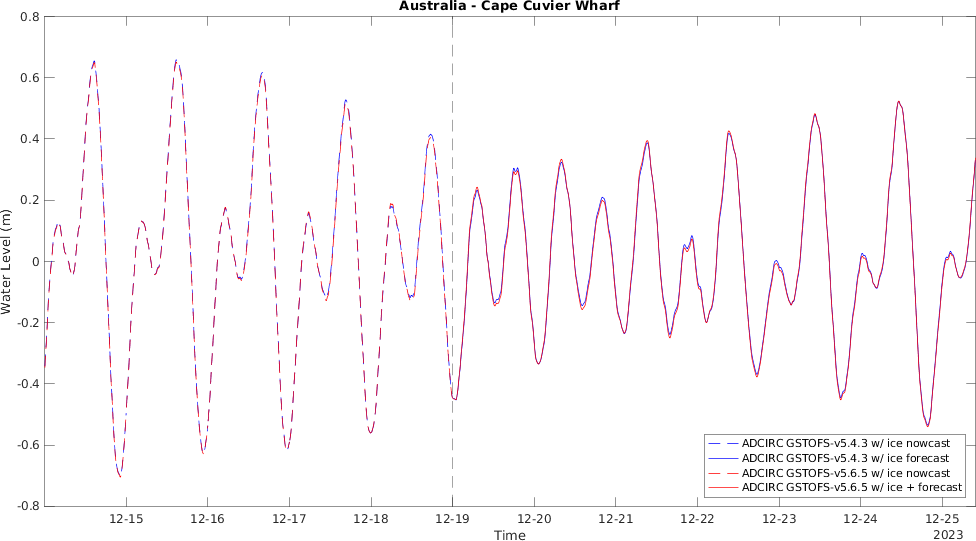 Australia - Cape Cuvier Wharf
0.8
0.6
0.4
0.2
0
-0.2
-0.4
-0.6
-0.8
Water Level (m)
ADCIRC GSTOFS-v5.4.3 w/ ice nowcast
ADCIRC GSTOFS-v5.4.3 w/ ice forecast
ADCIRC GSTOFS-v5.6.5 w/ ice nowcast
ADCIRC GSTOFS-v5.6.5 w/ ice + forecast
12-15 12-16 12-17 12-18 12-19 12-20 12-21 12-22 12-23 12-24 12-25
Time 2023